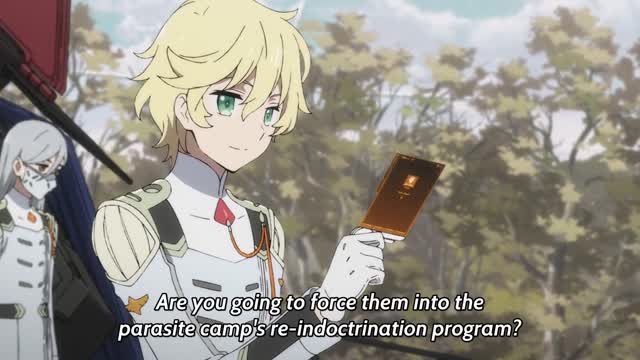 Are you going to force them into the
parasite camp's re-indoctrination program?